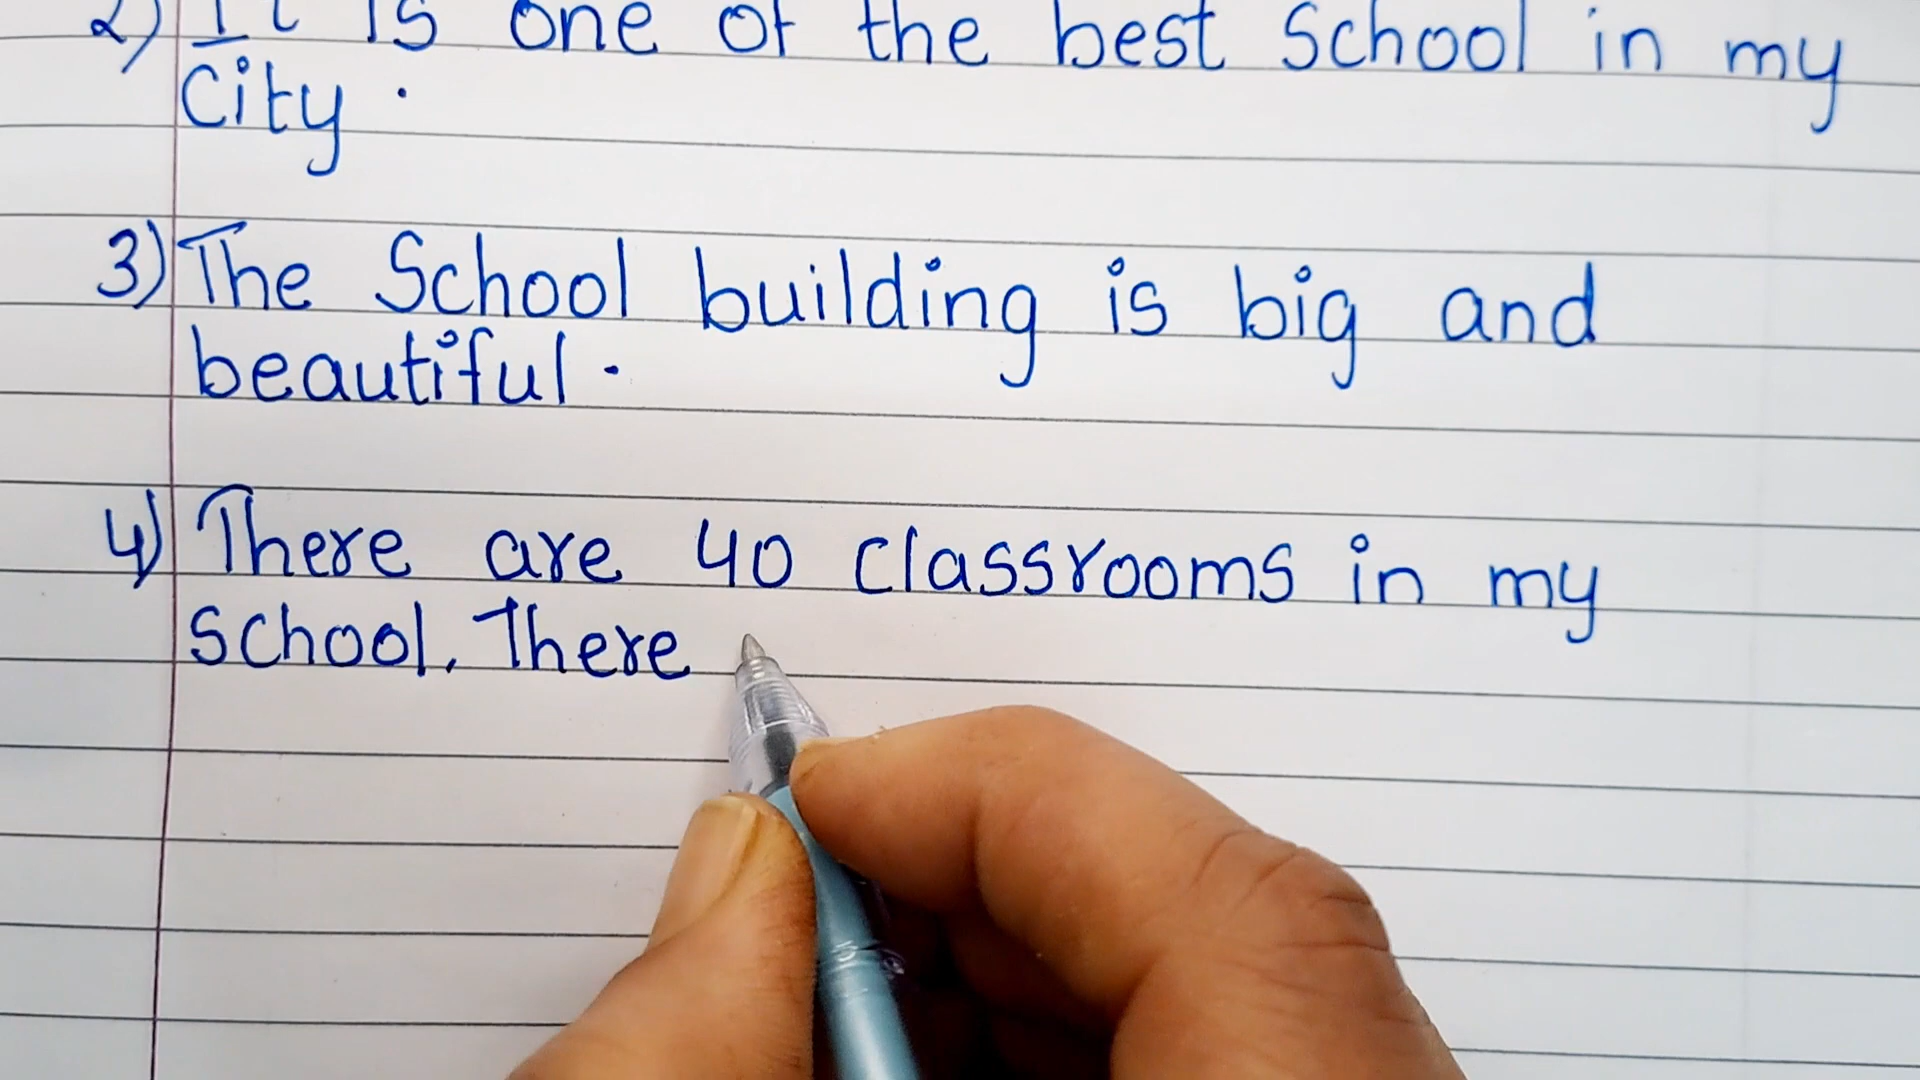 2) It is one of the best School in my
City.
3) The School building is big and
beautiful.
4) There are 40 classrooms in my
school. There